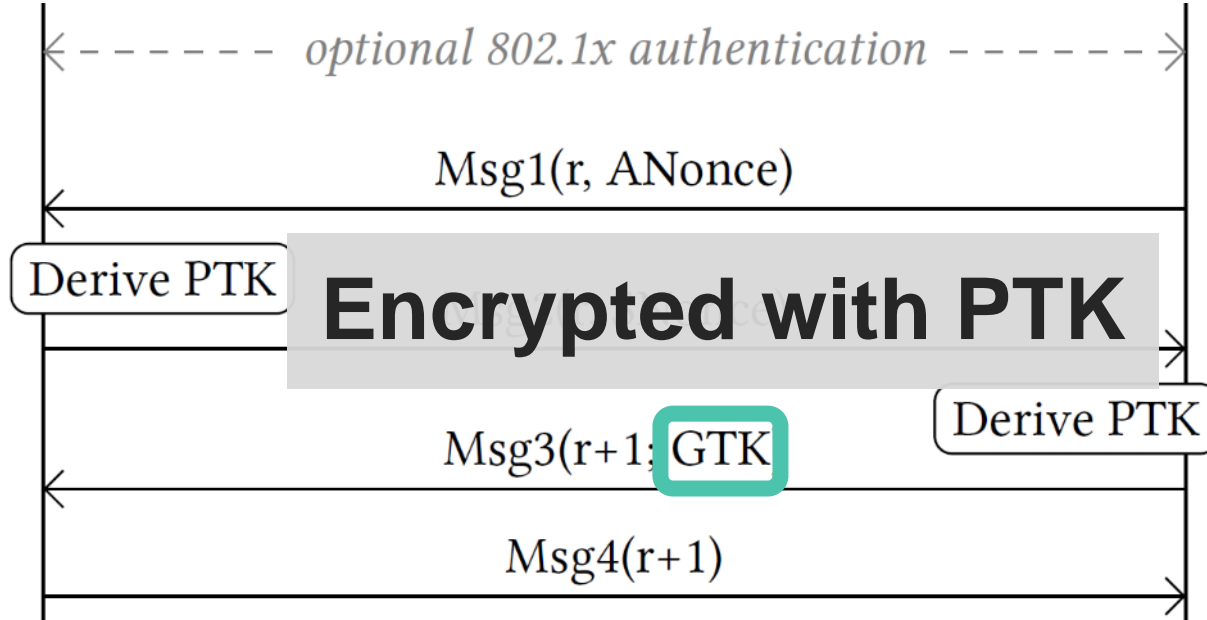 optional 802.1x authentication
Msg1(r, ANonce)
Derive PTK
Encrypted with PTK
Derive PTK
Msg3(r+1; GTK
Msg4(r+1)